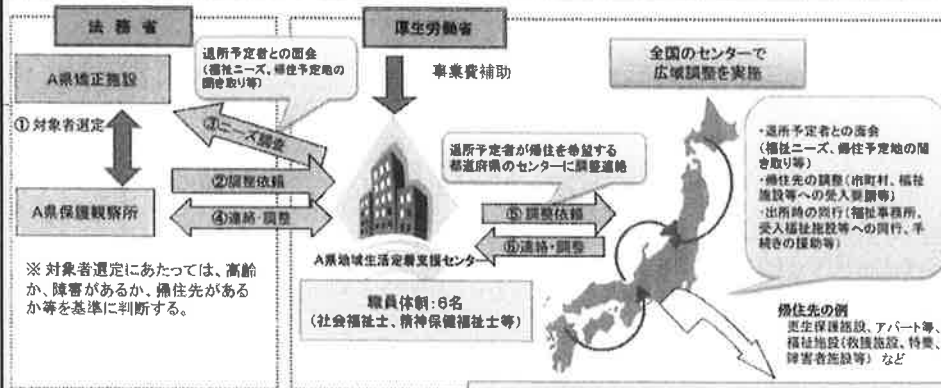 法務省
厚生労働省
A県矯正施設
退所予定者との面会
(福祉ニーズ、帰住予定地の
聞き取り等)
事業費補助
全国のセンターで
広域調整を実施
① 対象者選定
③ニーズ調査
②調整依頼
④連絡・調整
A県保護観察所
退所予定者が帰住を希望する
都道府県のセンターに調整連絡
⑤調整依頼
⑥連絡・調整
A県地域生活定着支援センター
・退所予定者との面会
(福祉ニーズ、帰住予定地の聞
き取り等)
・帰住先の調整(市町村、福祉
施設等への受入要請等)
・出所時の同行(福祉事務所、
受入福祉施設等への同行、手
続きの援助等)
※ 対象者選定にあたっては、高齢
か、障害があるか、帰住先がある
か等を基準に判断する。
職員体制:6名
(社会福祉士、精神保健福祉士等)
帰住先の例
更生保護施設、アパート等、
福祉施設(救護施設、特養、
障害者施設等) など